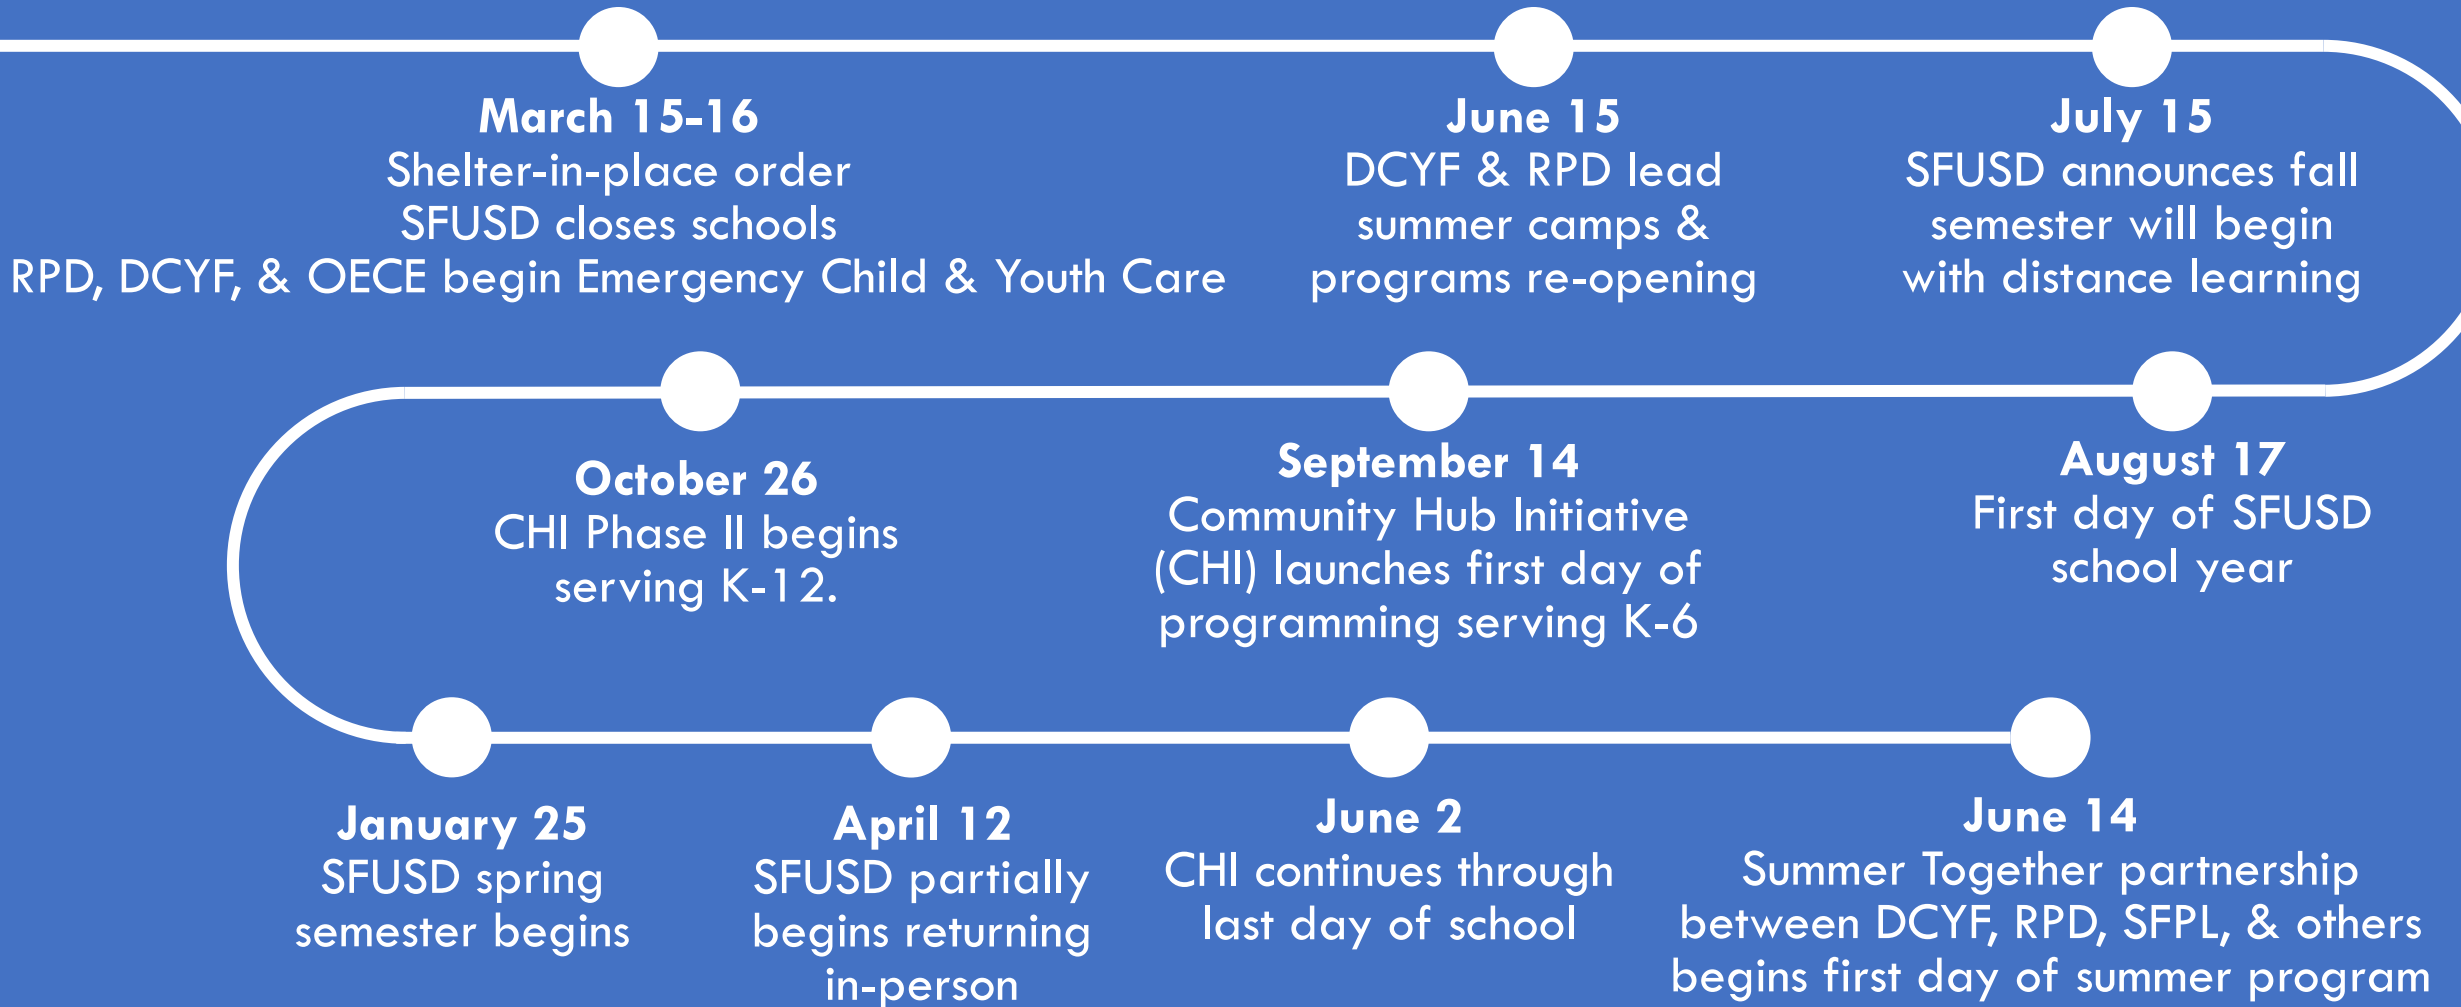 March 15-16
Shelter-in-place order
SFUSD closes schools
RPD, DCYF, & OECE begin Emergency Child & Youth Care
June 15
DCYF & RPD lead
summer camps &
programs re-opening
July 15
SFUSD announces fall
semester will begin
with distance learning
August 17
First day of SFUSD
school year
September 14
Community Hub Initiative
(CHI) launches first day of
programming serving K-6
October 26
CHI Phase II begins
serving K-12.
January 25
SFUSD spring
semester begins
April 12
SFUSD partially
begins returning
in-person
June 2
CHI continues through
last day of school
June 14
Summer Together partnership
between DCYF, RPD, SFPL, & others
begins first day of summer program